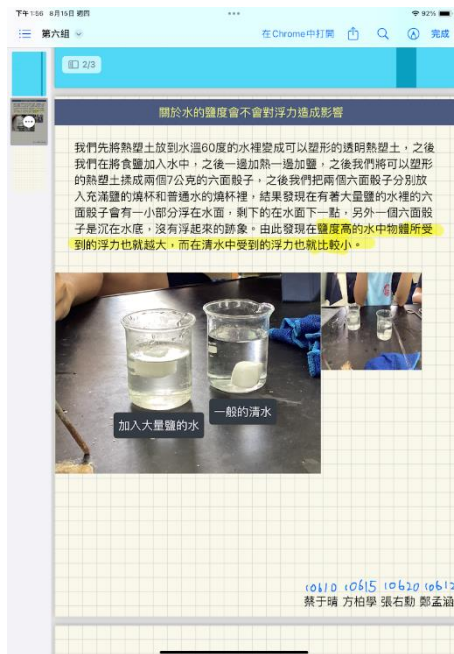 下午1:56 8月15日 週四
92%
第六組
在Chrome中打開
完成
2/3
關於水的鹽度會不會對浮力造成影響
我們先將熱塑土放到水溫60度的水裡變成可以塑形的透明熱塑土，之後
我們在將食鹽加入水中，之後一邊加熱一邊加鹽，之後我們將可以塑形
的熱塑土揉成兩個7公克的六面骰子，之後我們把兩個六面骰子分別放
入充滿鹽的燒杯和普通水的燒杯裡，結果發現在有著大量鹽的水裡的六
面骰子會有一小部分浮在水面，剩下的在水面下一點，另外一個六面骰
子是沉在水底，沒有浮起來的跡象。由此發現在鹽度高的水中物體所受
到的浮力也就越大，而在清水中受到的浮力也就比較小。
加入大量鹽的水
一般的清水
10610 10615 10620 10612
蔡于晴 方柏學 張右勳 鄭孟涵